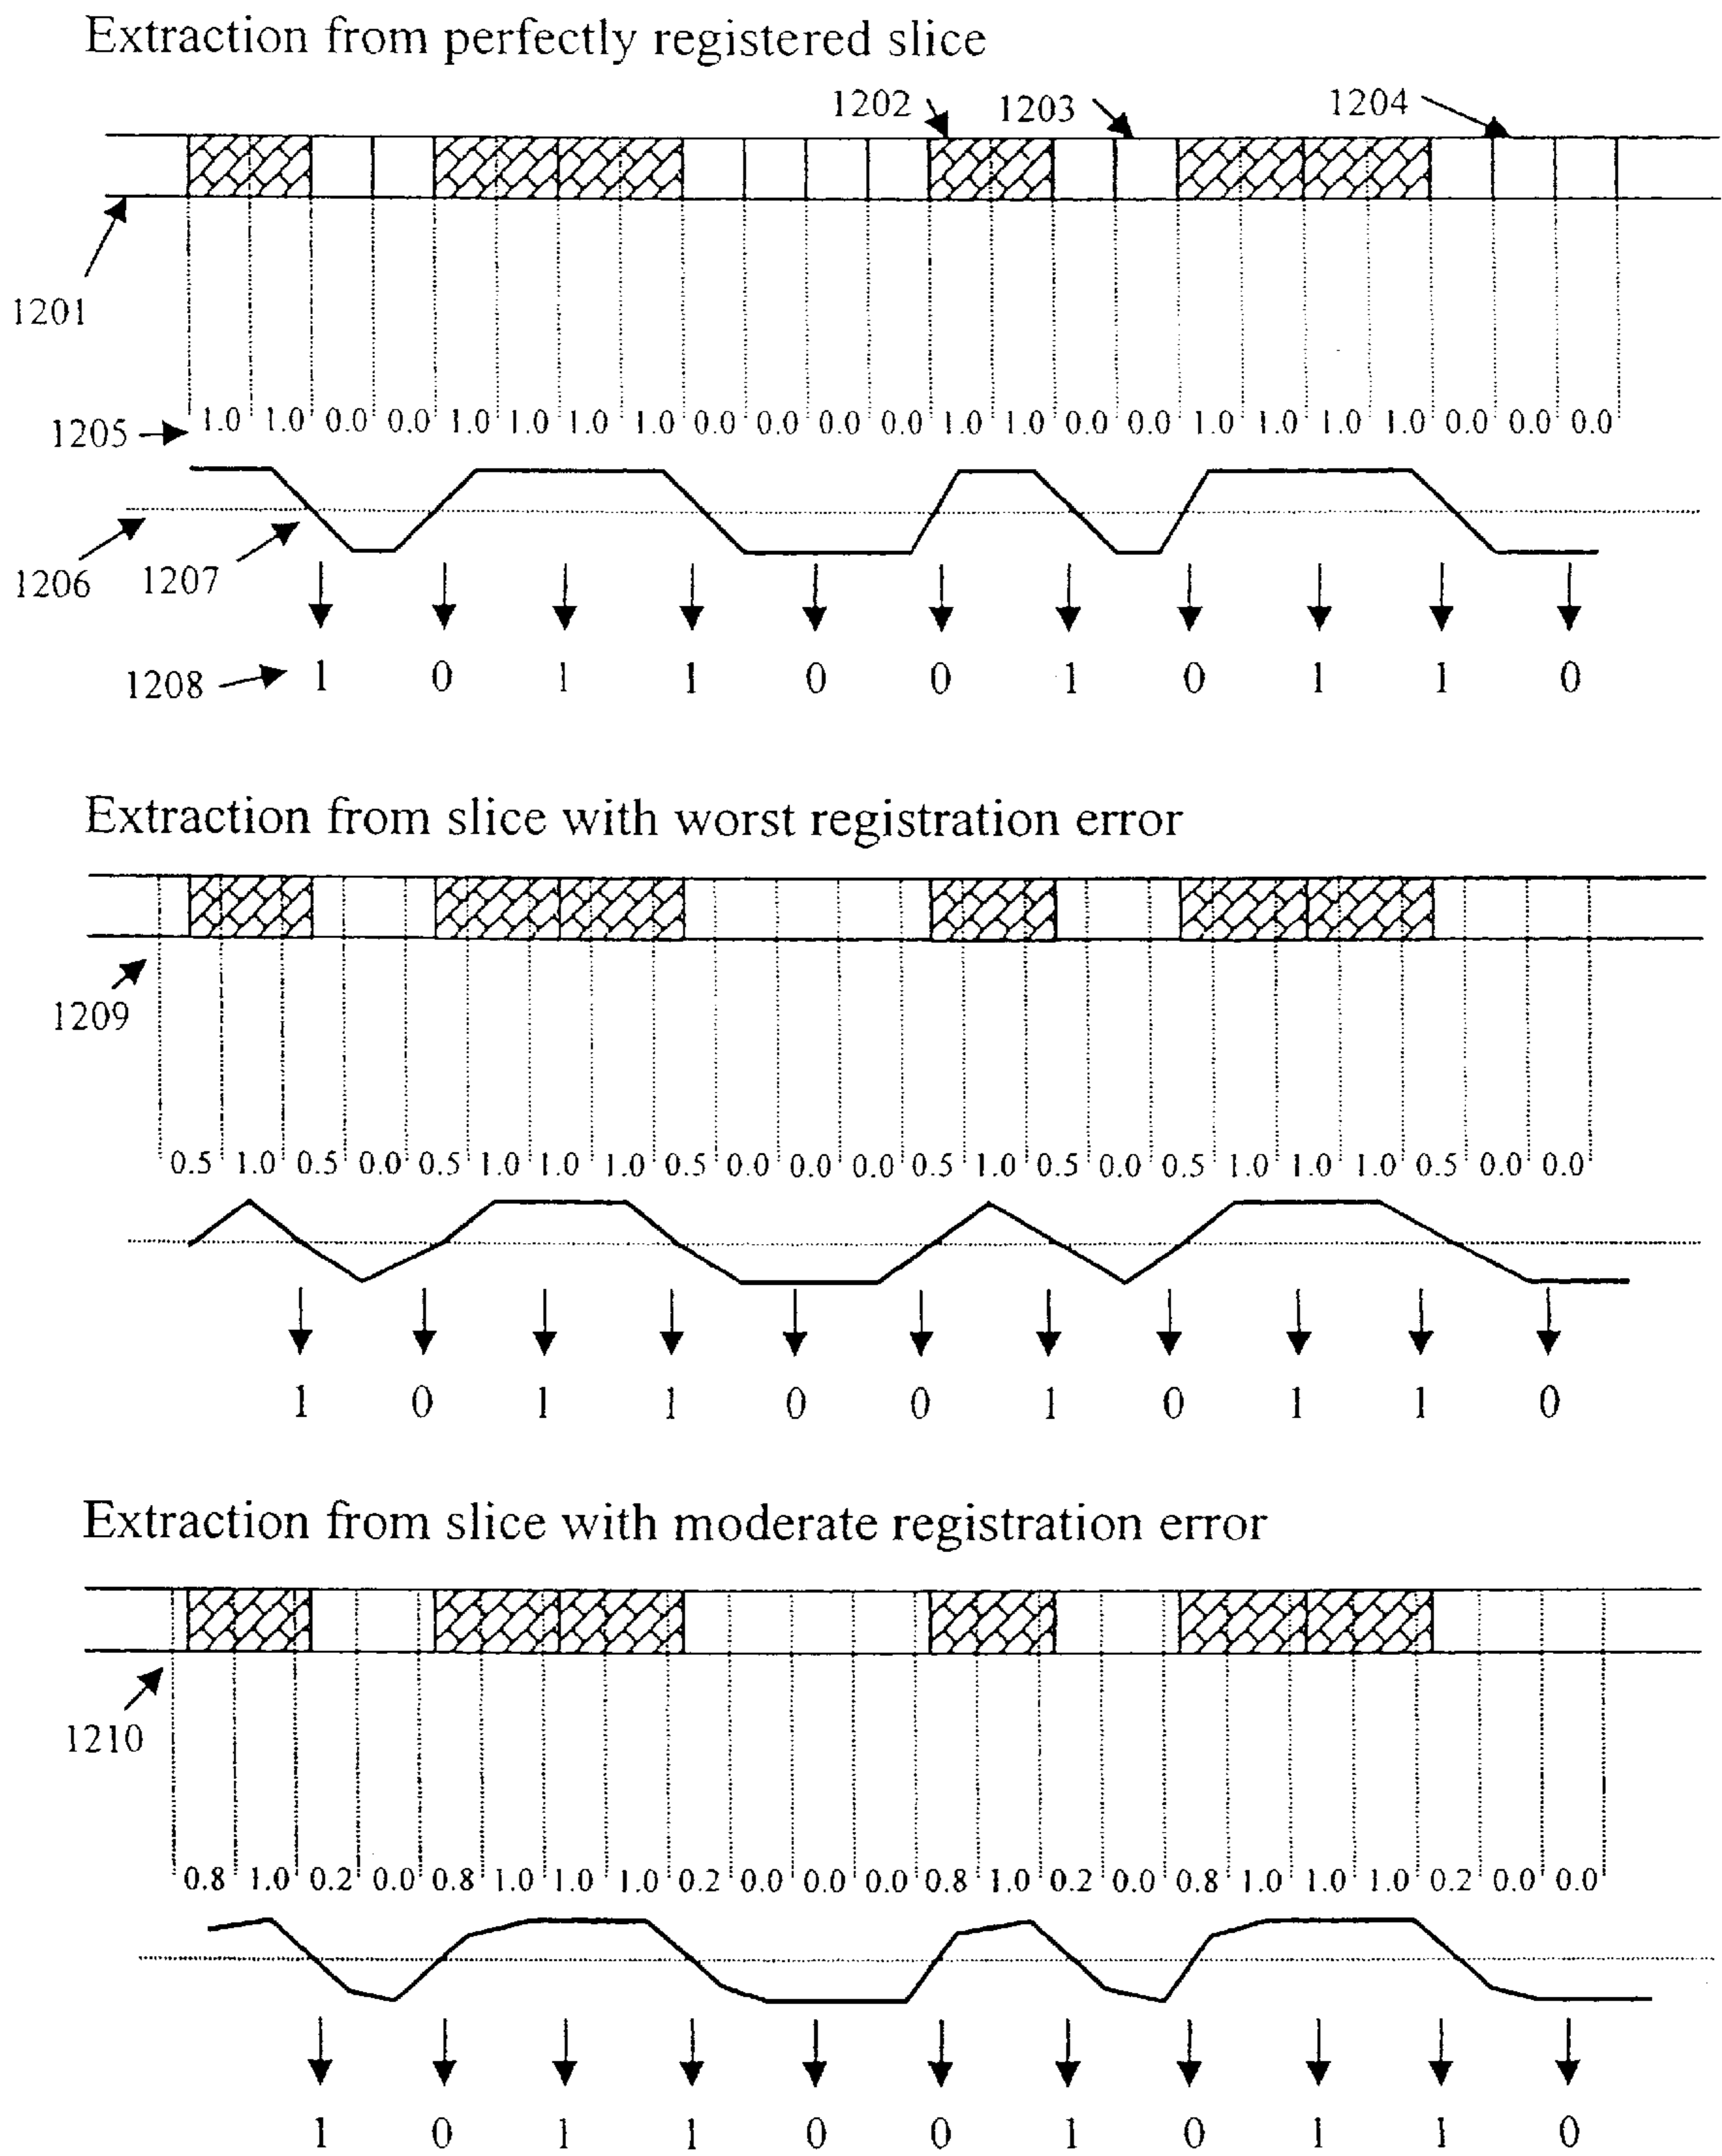 Extraction from perfectly registered slice
1202 1203 1204
1201
1205 1.0 1.0 0.0 0.0 1.0 1.0 1.0 1.0 0.0 0.0 0.0 0.0 1.0 1.0 0.0 0.0 1.0 1.0 1.0 1.0 0.0 0.0 0.0
1206 1207
1208 1 0 1 1 0 0 1 0 1 1 0
Extraction from slice with worst registration error
1209
0.5 1.0 0.5 0.0 0.5 1.0 1.0 1.0 0.5 0.0 0.0 0.0 0.5 1.0 0.5 0.0 0.5 1.0 1.0 1.0 0.5 0.0 0.0
1 0 1 1 0 0 1 0 1 1 0
Extraction from slice with moderate registration error
1210
0.8 1.0 0.2 0.0 0.8 1.0 1.0 1.0 0.2 0.0 0.0 0.0 0.8 1.0 0.2 0.0 0.8 1.0 1.0 1.0 0.2 0.0 0.0
1 0 1 1 0 0 1 0 1 1 0